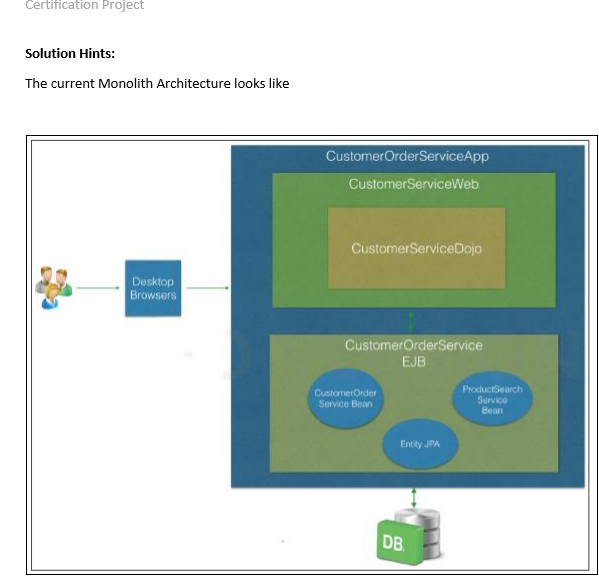 Certification Project
Solution Hints:
The current Monolith Architecture looks like
CustomerOrderServiceApp
CustomerServiceWeb
CustomerServiceDojo
Desktop
Browsers
CustomerOrderService
EJB
CustomerOrder
Service Bean
ProductSearch
Service
Bean
Entity JPA
DB.